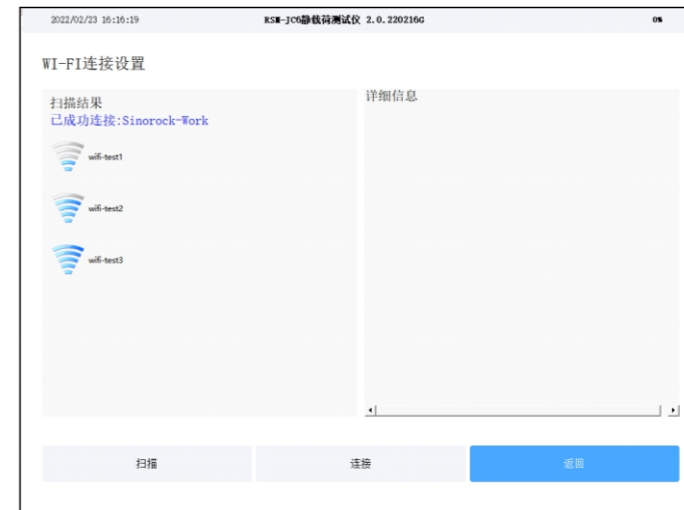 2022/02/23 16:16:19 RSM-JC6静载荷测试仪 2.0.220216G 0%
WI-FI连接设置
扫描结果
已成功连接:Sinorock-Work
wifi-test1
wifi-test2
wifi-test3
详细信息
扫描 连接 返回